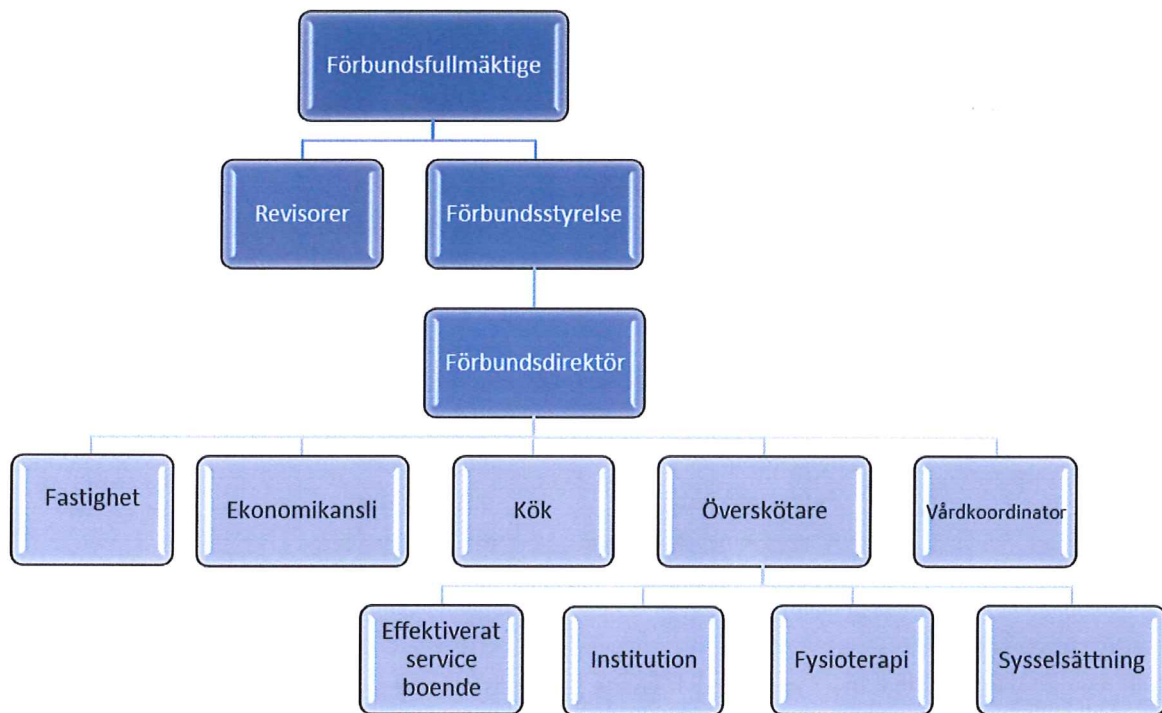 Förbundsfullmäktige
Revisorer
Förbundsstyrelse
Förbundsdirektör
Fastighet
Ekonomikansli
Kök
Överskötare
Vårdkoordinator
Effektiverat
service
boende
Institution
Fysioterapi
Sysselsättning